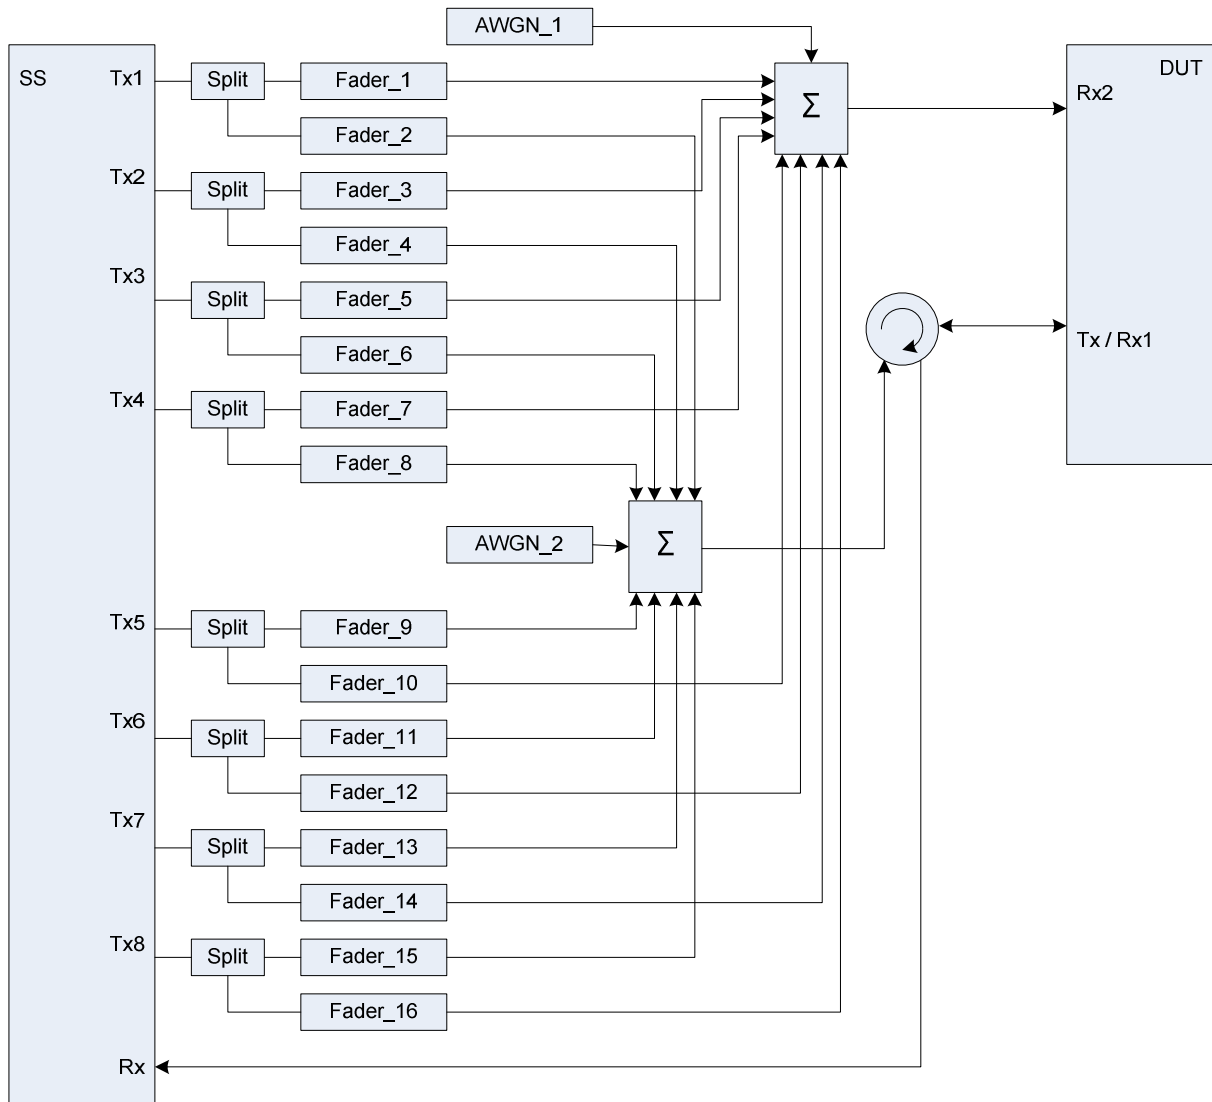 AWGN_1
SS
Tx1
Split
Fader_1
Σ
DUT
Rx2
Fader_2
Tx2
Split
Fader_3
Fader_4
Tx3
Split
Fader_5
Fader_6
Tx / Rx1
Tx4
Split
Fader_7
Fader_8
AWGN_2
Σ
Tx5
Split
Fader_9
Fader_10
Tx6
Split
Fader_11
Fader_12
Tx7
Split
Fader_13
Fader_14
Tx8
Split
Fader_15
Fader_16
Rx